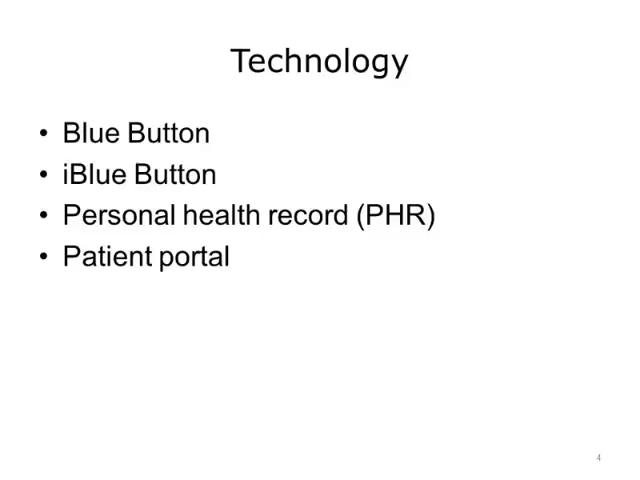 Technology
• Blue Button
• iBlue Button
• Personal health record (PHR)
• Patient portal
4